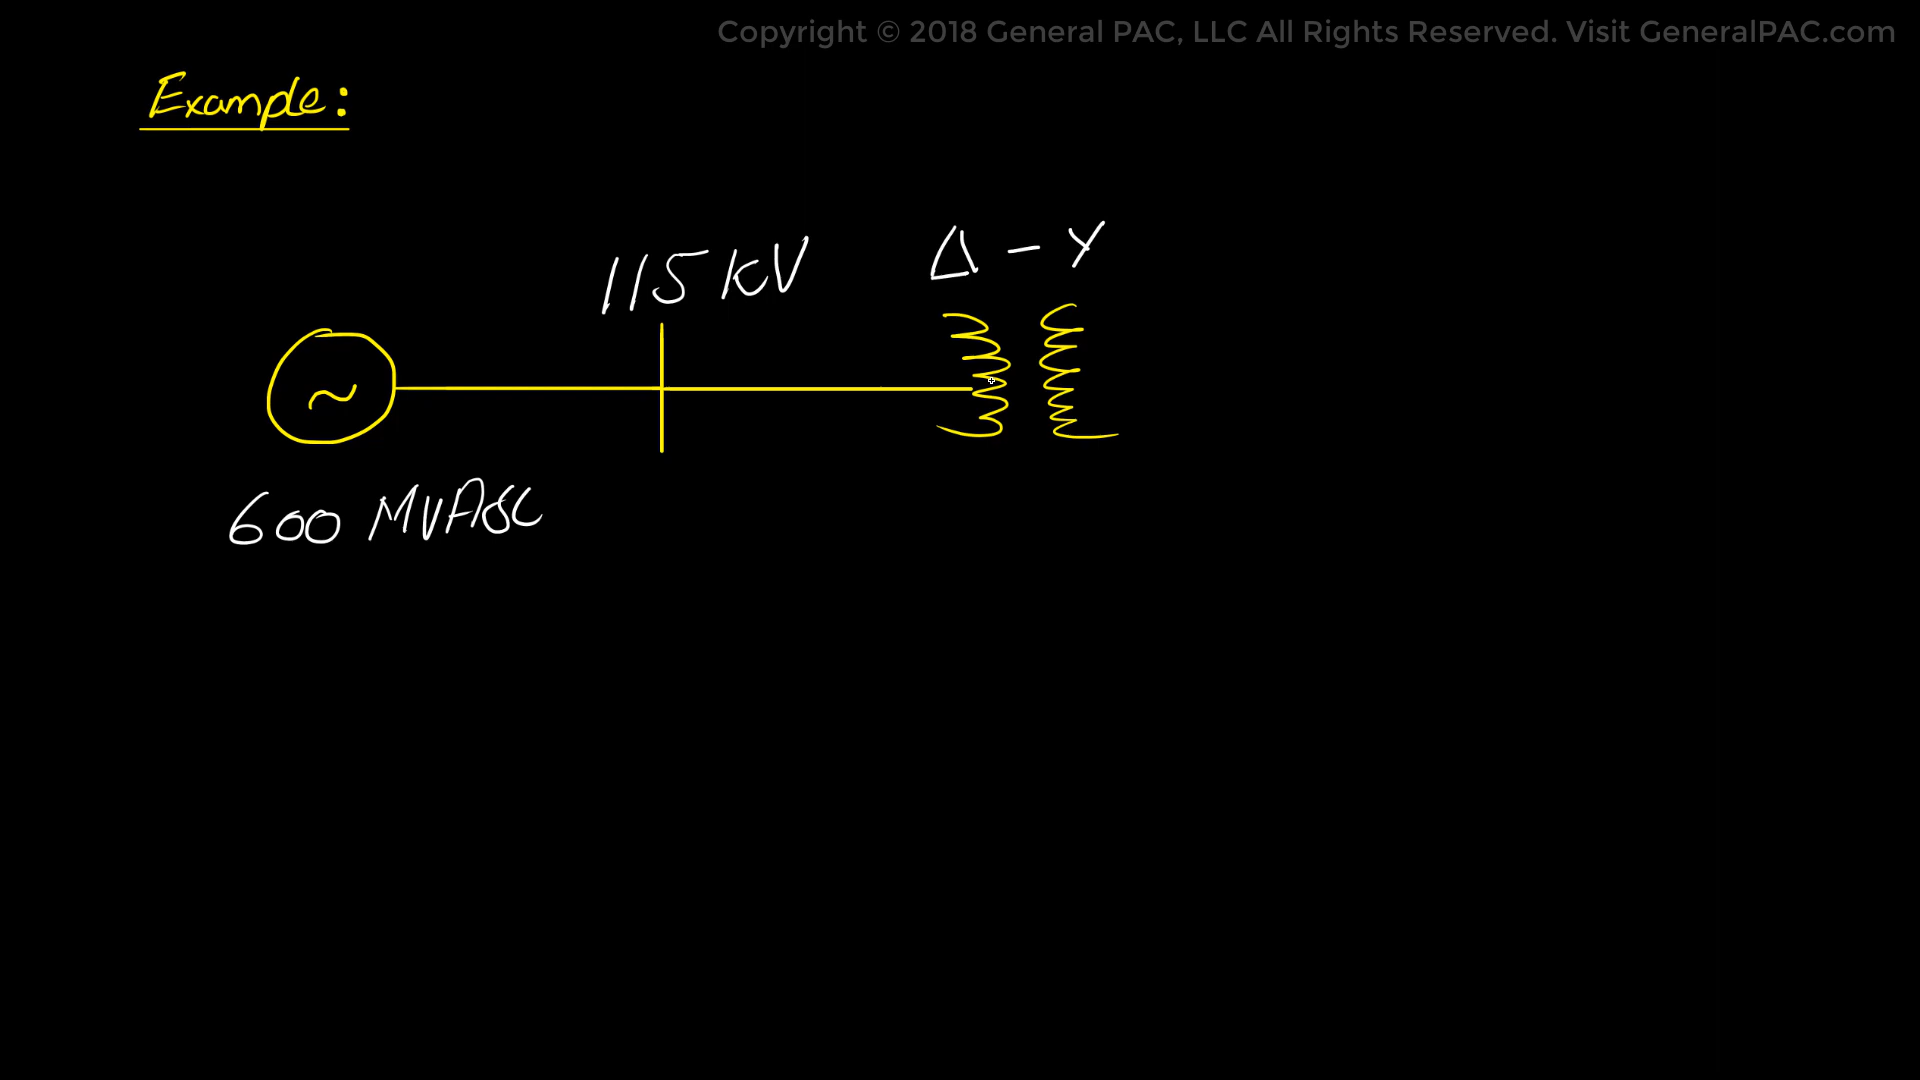 Copyright © 2018 General PAC, LLC All Rights Reserved. Visit GeneralPAC.com
Example:
115 kV
Δ - Y
~
600 MVASC